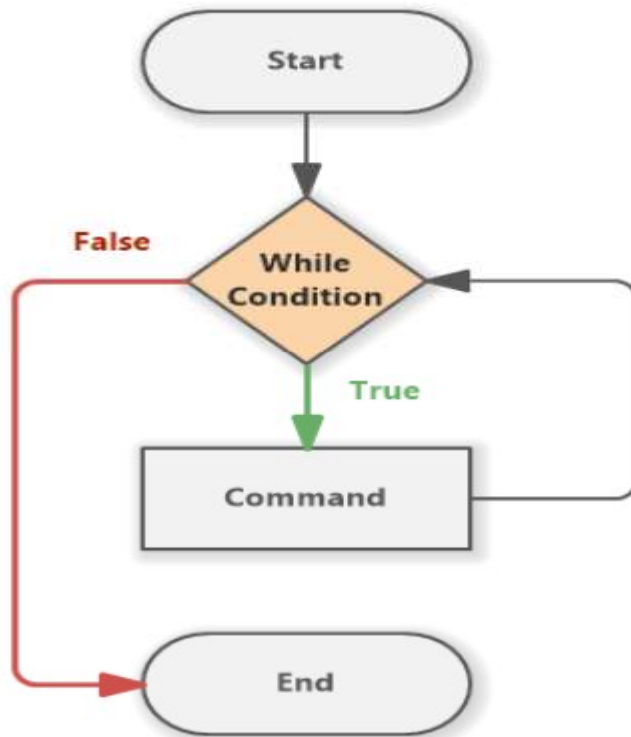 Start
False
While
Condition
True
Command
End